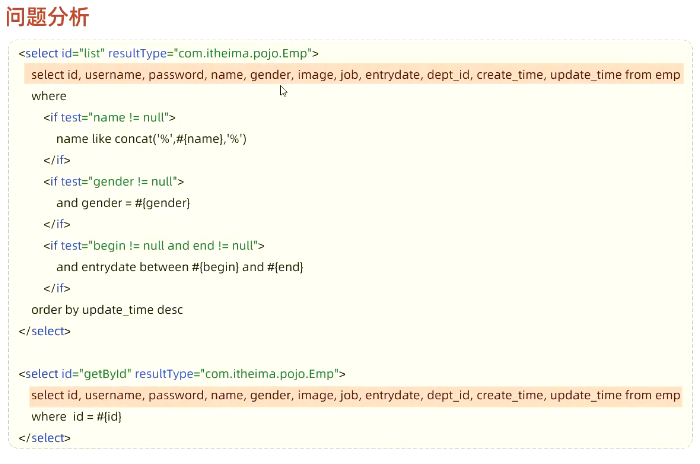 问题分析
<select id="list" resultType="com.itheima.pojo.Emp">
select id, username, password, name, gender, image, job, entrydate, dept_id, create_time, update_time from emp
where
<if test="name != null">
name like concat('%',#{name},'%')
</if>
<if test="gender != null">
and gender = #{gender}
</if>
<if test="begin != null and end != null">
and entrydate between #{begin} and #{end}
</if>
order by update_time desc
</select>
<select id="getById" resultType="com.itheima.pojo.Emp">
select id, username, password, name, gender, image, job, entrydate, dept_id, create_time, update_time from emp
where id = #{id}
</select>